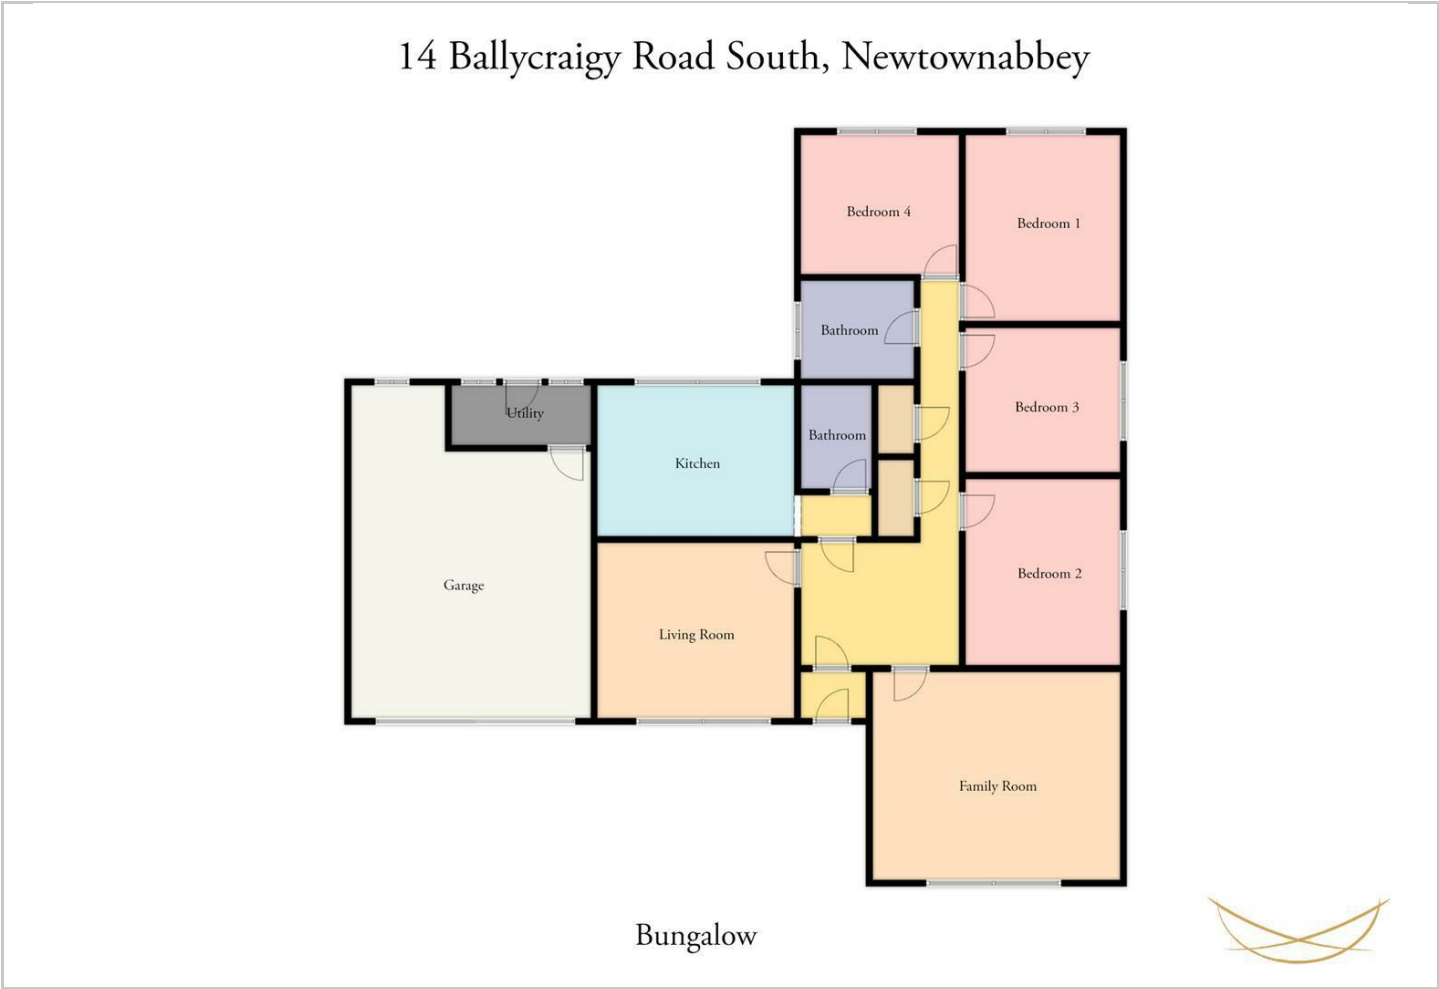 14 Ballycraigy Road South, Newtownabbey
Bedroom 4
Bedroom 1
Bathroom
Bedroom 3
Utility
Bathroom
Kitchen
Bedroom 2
Garage
Living Room
Family Room
Bungalow